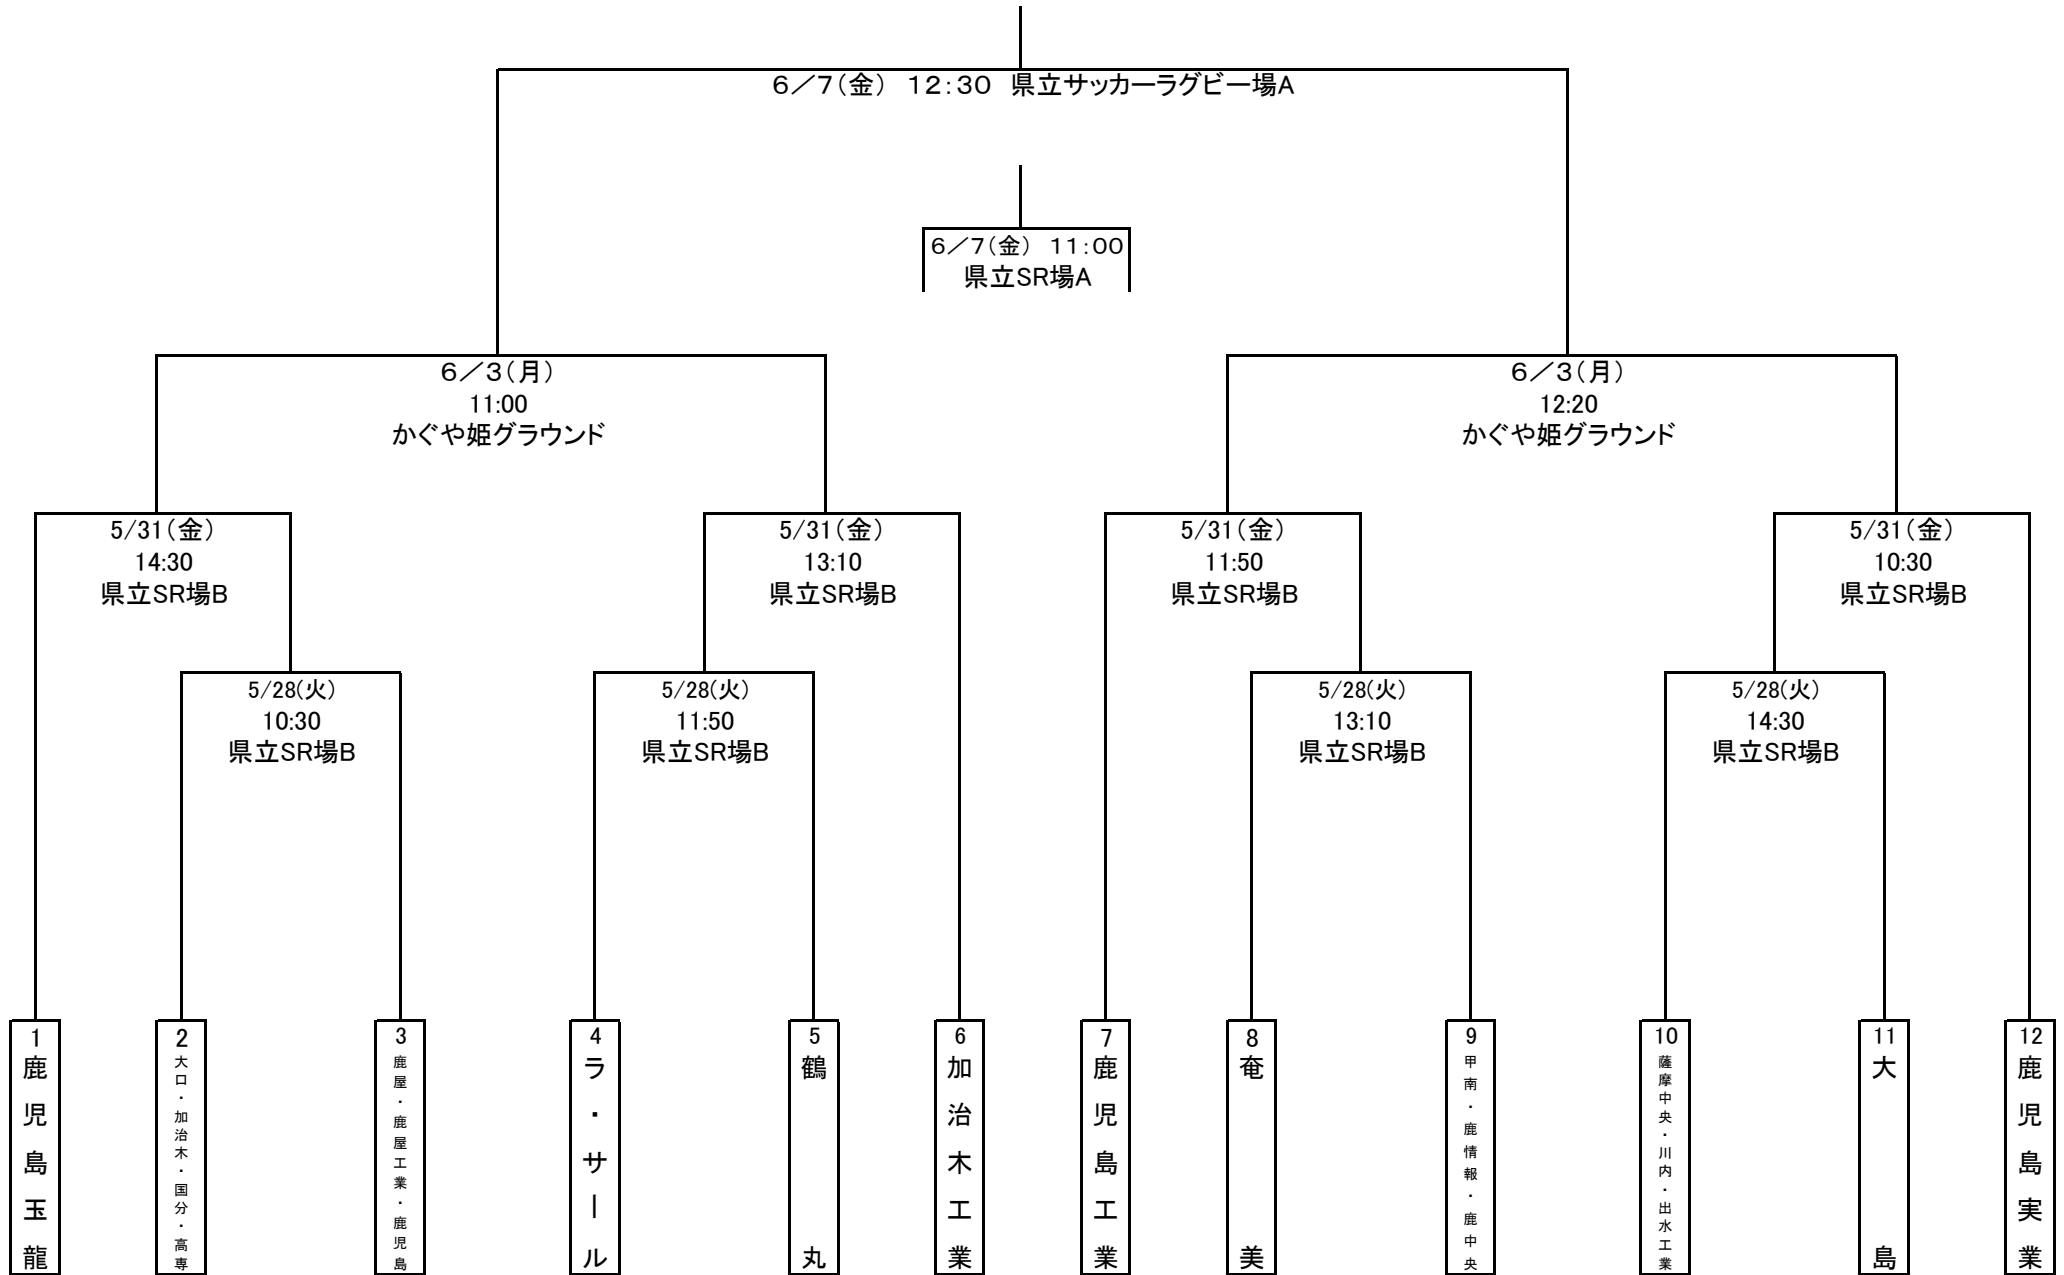 6/7(金) 12:30 県立サッカーラグビー場A
6/7(金) 11:00
県立SR場A
6/3(月)
11:00
かぐや姫グラウンド
6/3(月)
12:20
かぐや姫グラウンド
5/31(金)
14:30
県立SR場B
5/31(金)
13:10
県立SR場B
5/31(金)
11:50
県立SR場B
5/31(金)
10:30
県立SR場B
5/28(火)
10:30
県立SR場B
5/28(火)
11:50
県立SR場B
5/28(火)
13:10
県立SR場B
5/28(火)
14:30
県立SR場B
1
鹿児島玉龍
2
大口・加治木・国分・高専
3
鹿屋・鹿屋工業・鹿児島
4
ラ・サール
5
鶴丸
6
加治木工業
7
鹿児島工業
8
奄美
9
甲南・鹿情報・鹿中央
10
薩摩中央・川内・出水工業
11
大島
12
鹿児島実業